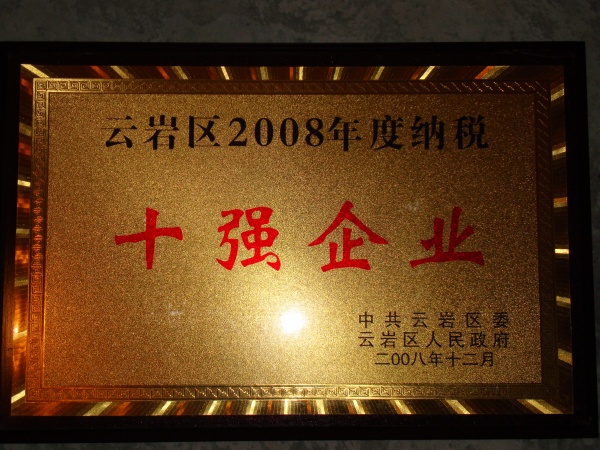 云岩区2008年度纳税
十强企业
中共云岩区委
云岩区人民政府
二00八年十二月